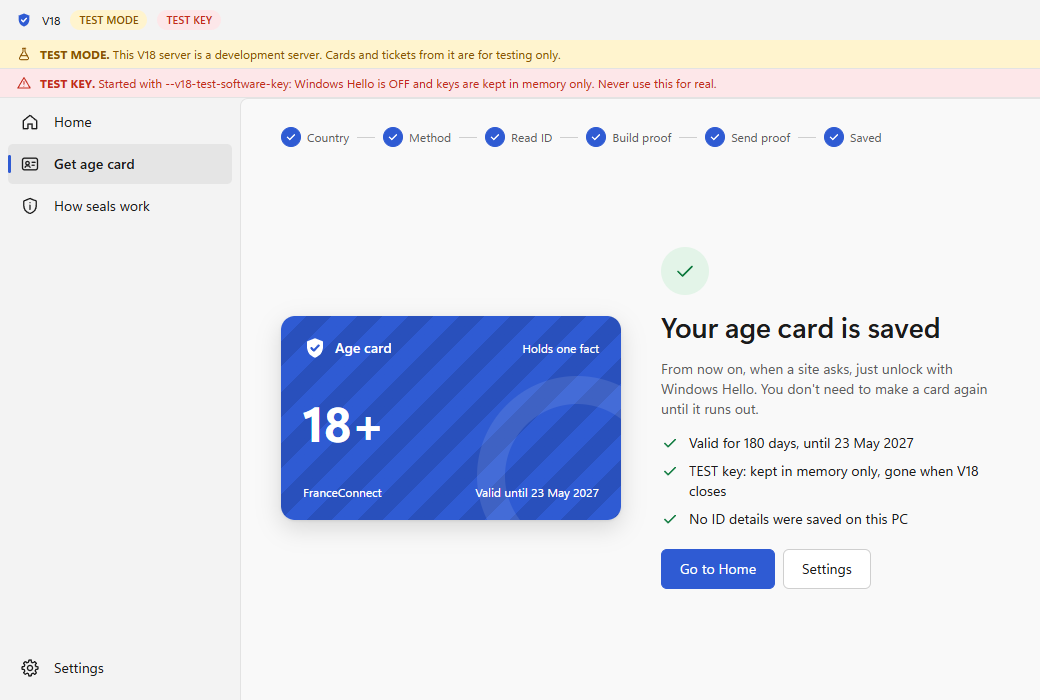 V18 TEST MODE TEST KEY
TEST MODE. This V18 server is a development server. Cards and tickets from it are for testing only.
TEST KEY. Started with --v18-test-software-key: Windows Hello is OFF and keys are kept in memory only. Never use this for real.
Home
Get age card
How seals work
Settings
Country Method Read ID Build proof Send proof Saved
Age card Holds one fact
18+
FranceConnect Valid until 23 May 2027
Your age card is saved
From now on, when a site asks, just unlock with
Windows Hello. You don't need to make a card again
until it runs out.
Valid for 180 days, until 23 May 2027
TEST key: kept in memory only, gone when V18
closes
No ID details were saved on this PC
Go to Home Settings